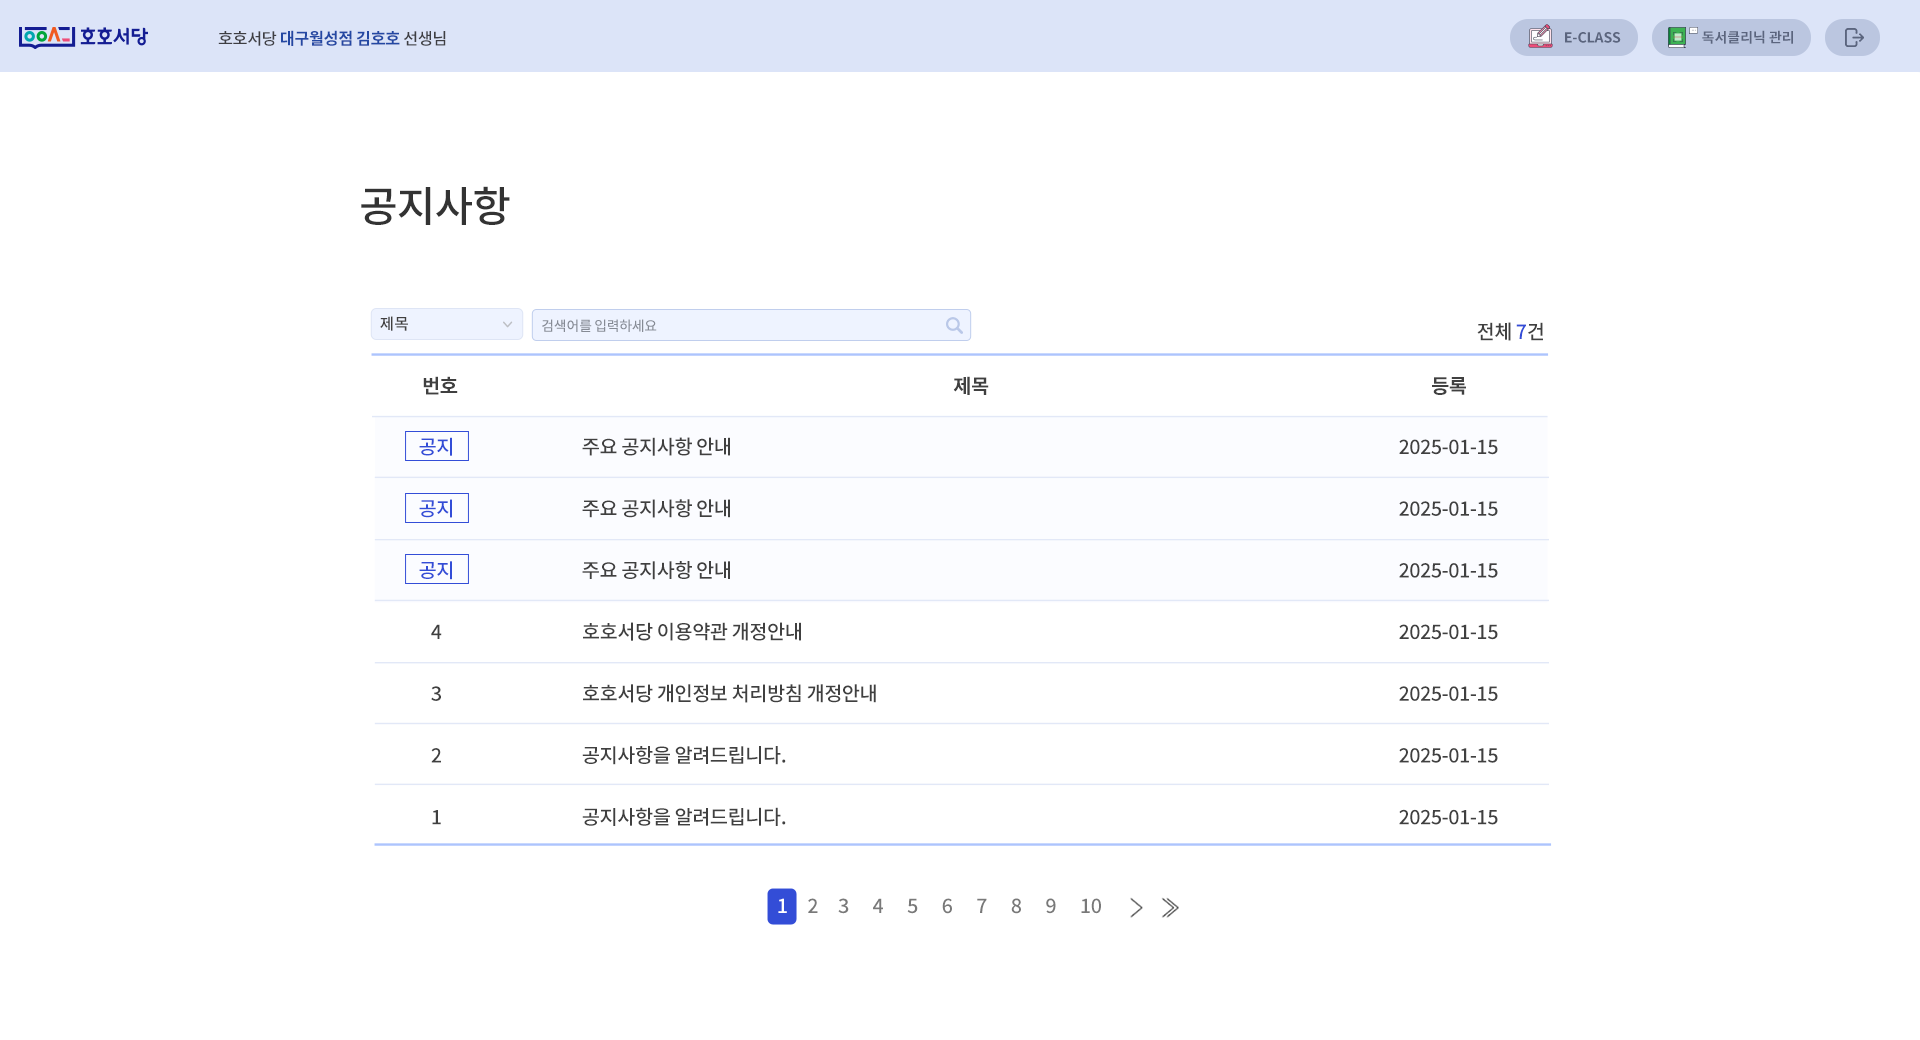 호호서당 호호서당 대구월성점 김호호 선생님 E-CLASS 독서클리닉 관리
공지사항
제목 검색어를 입력하세요 전체 7건
번호 제목 등록
공지 주요 공지사항 안내 2025-01-15
공지 주요 공지사항 안내 2025-01-15
공지 주요 공지사항 안내 2025-01-15
4 호호서당 이용약관 개정안내 2025-01-15
3 호호서당 개인정보 처리방침 개정안내 2025-01-15
2 공지사항을 알려드립니다. 2025-01-15
1 공지사항을 알려드립니다. 2025-01-15
1 2 3 4 5 6 7 8 9 10